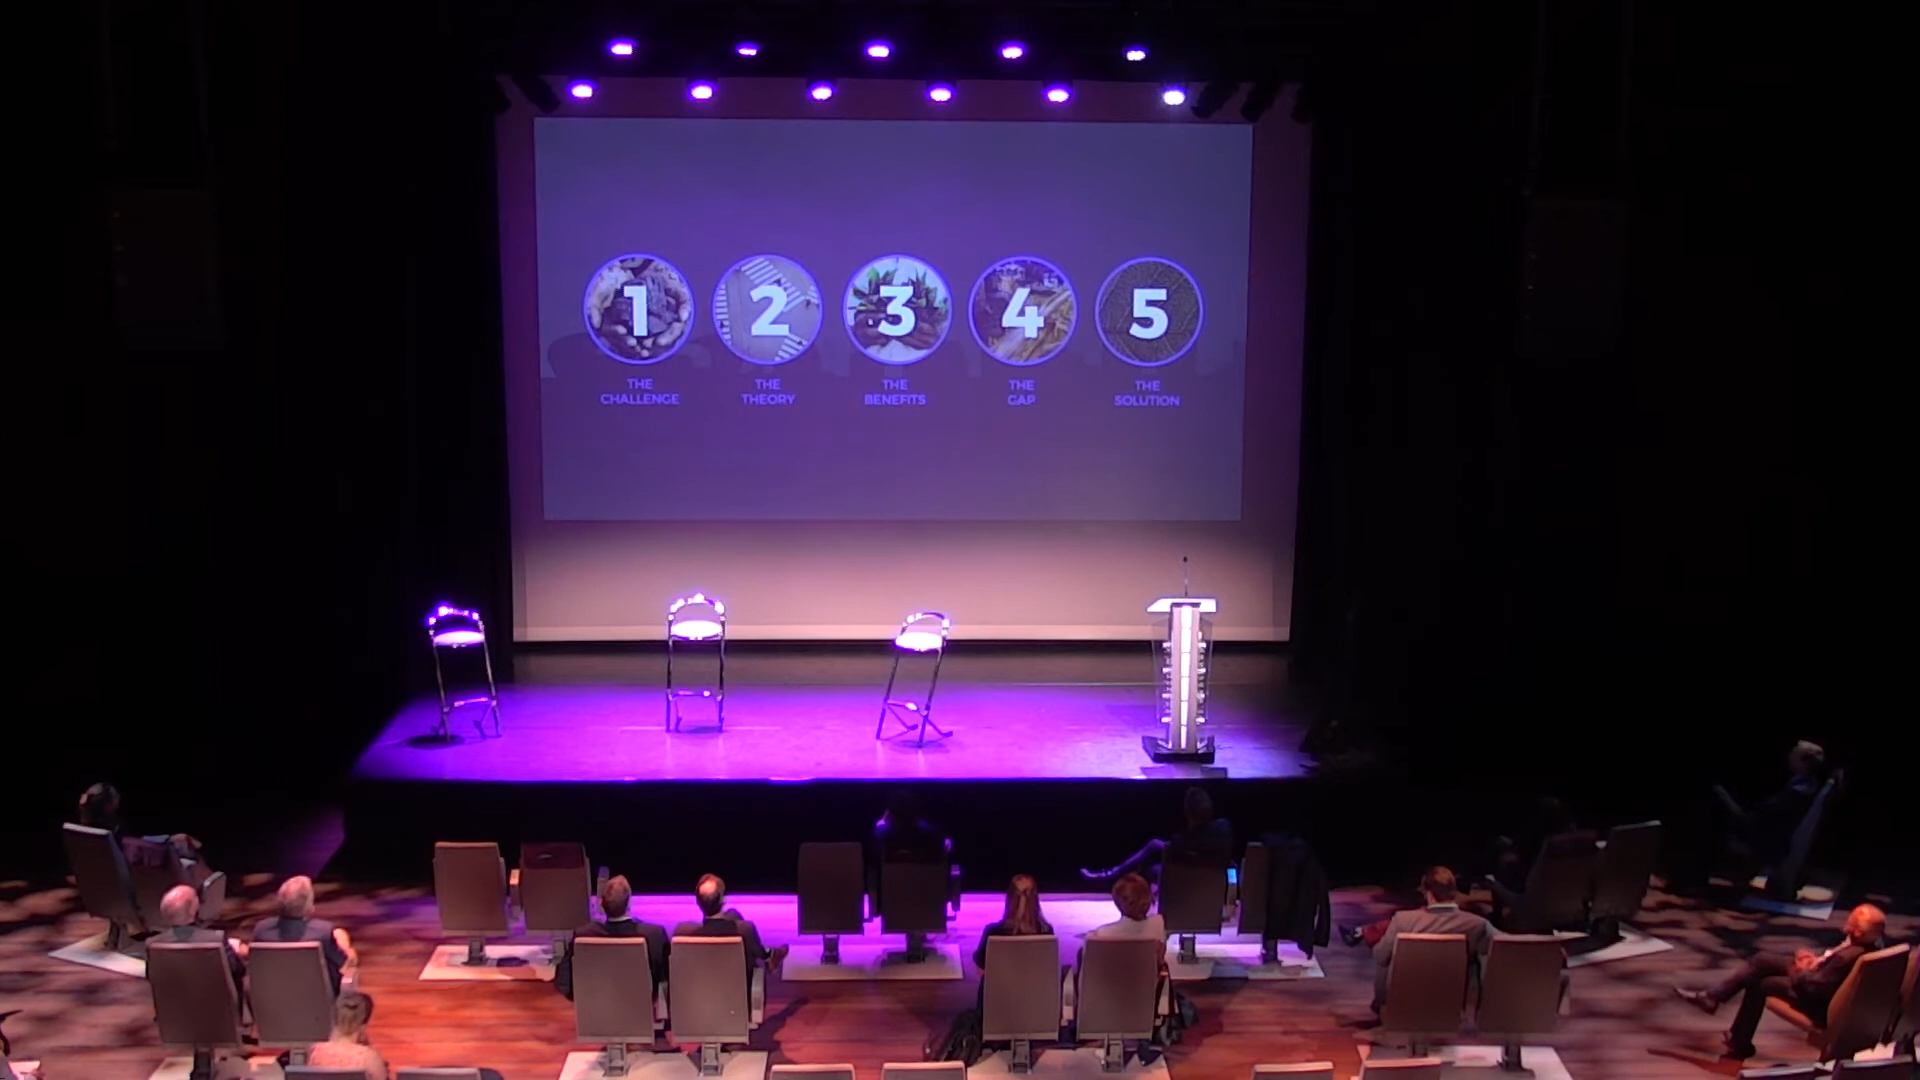 1 2 3 4 5
THE THE THE THE THE
CHALLENGE THEORY BENEFITS GAP SOLUTION